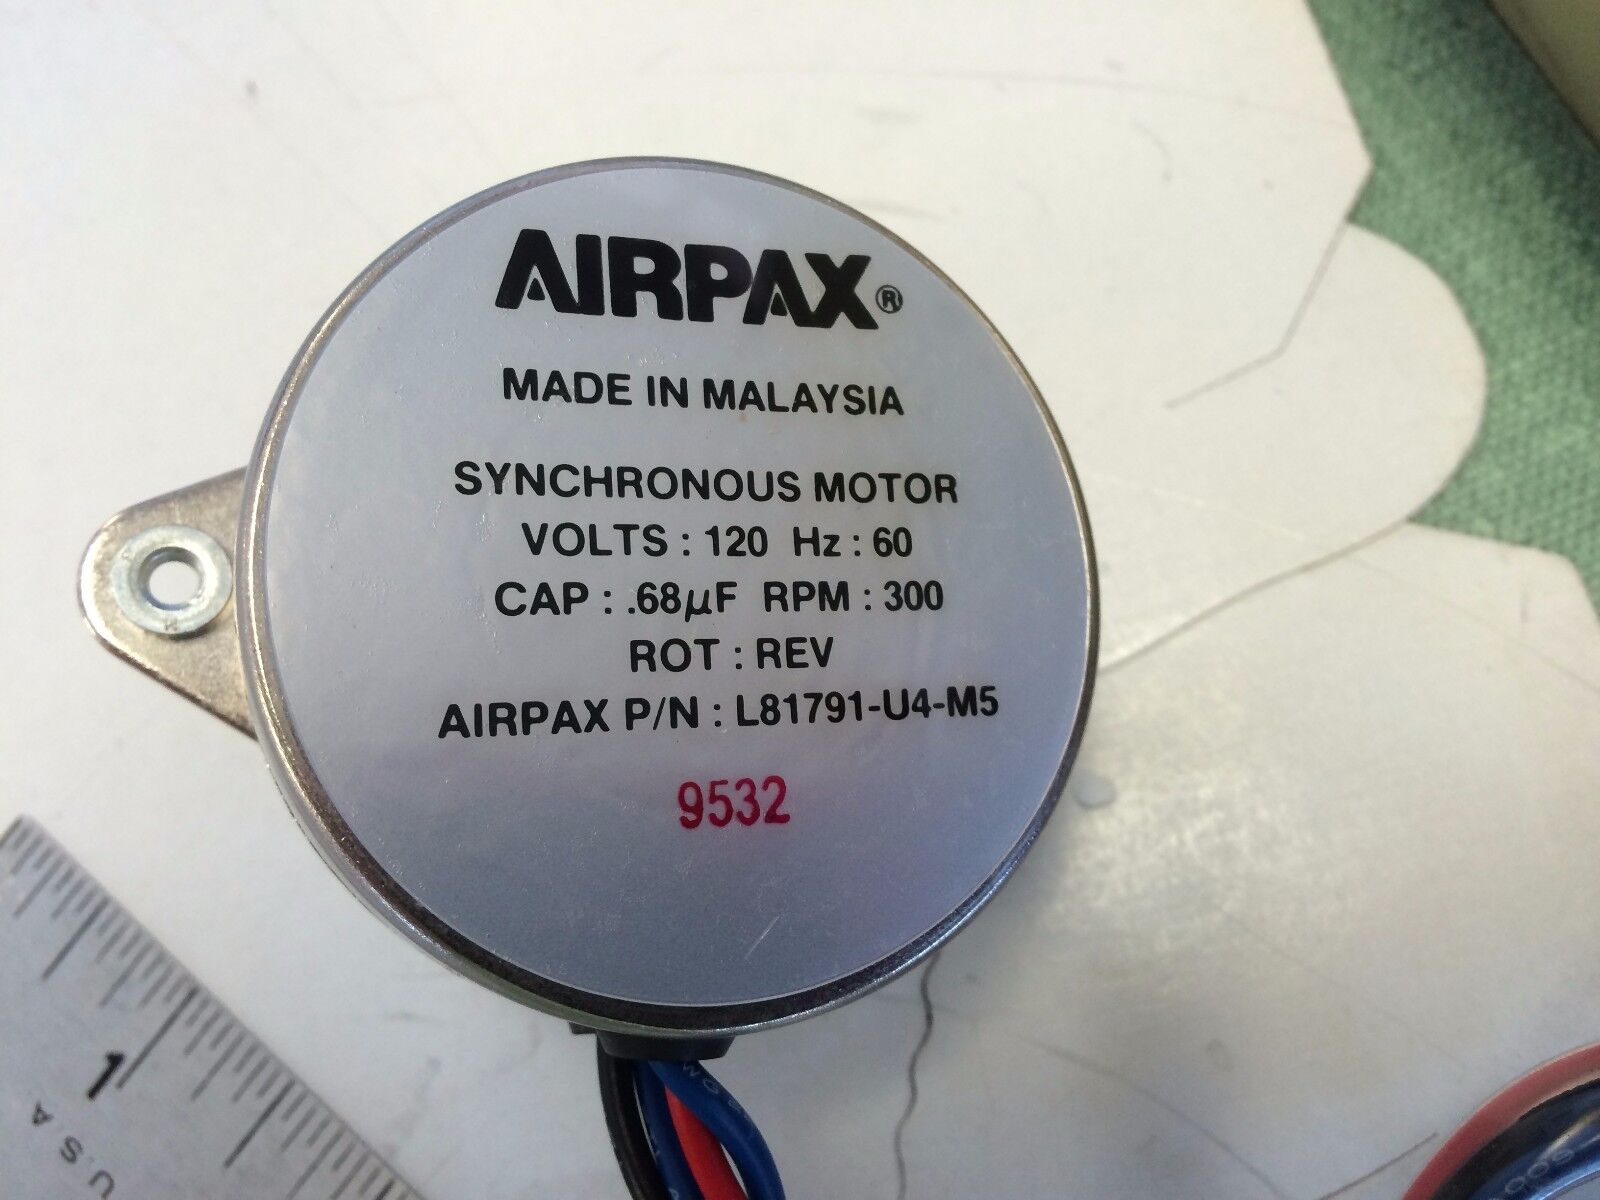 AIRPAX®
MADE IN MALAYSIA
SYNCHRONOUS MOTOR
VOLTS : 120 Hz : 60
CAP : .68µF RPM : 300
ROT : REV
AIRPAX P/N : L81791-U4-M5
9532
1
U.S.A